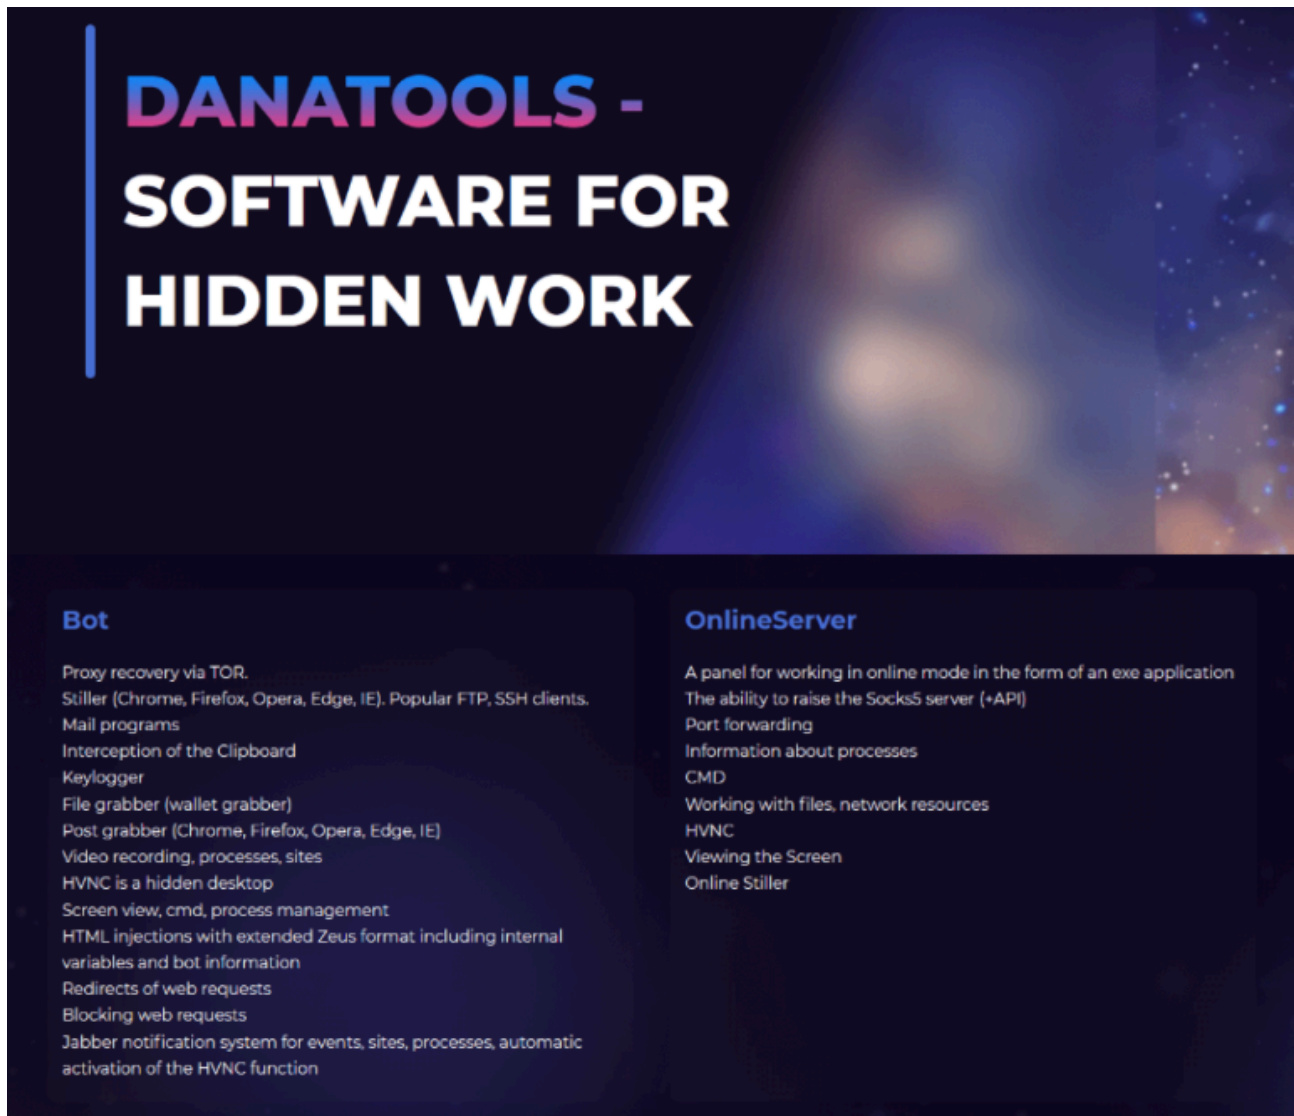 DANATOOLS -
SOFTWARE FOR
HIDDEN WORK
Bot
Proxy recovery via TOR.
Stiller (Chrome, Firefox, Opera, Edge, IE). Popular FTP, SSH clients.
Mail programs
Interception of the Clipboard
Keylogger
File grabber (wallet grabber)
Post grabber (Chrome, Firefox, Opera, Edge, IE)
Video recording, processes, sites
HVNC is a hidden desktop
Screen view, cmd, process management
HTML injections with extended Zeus format including internal
variables and bot information
Redirects of web requests
Blocking web requests
Jabber notification system for events, sites, processes, automatic
activation of the HVNC function
OnlineServer
A panel for working in online mode in the form of an exe application
The ability to raise the Socks5 server (+API)
Port forwarding
Information about processes
CMD
Working with files, network resources
HVNC
Viewing the Screen
Online Stiller